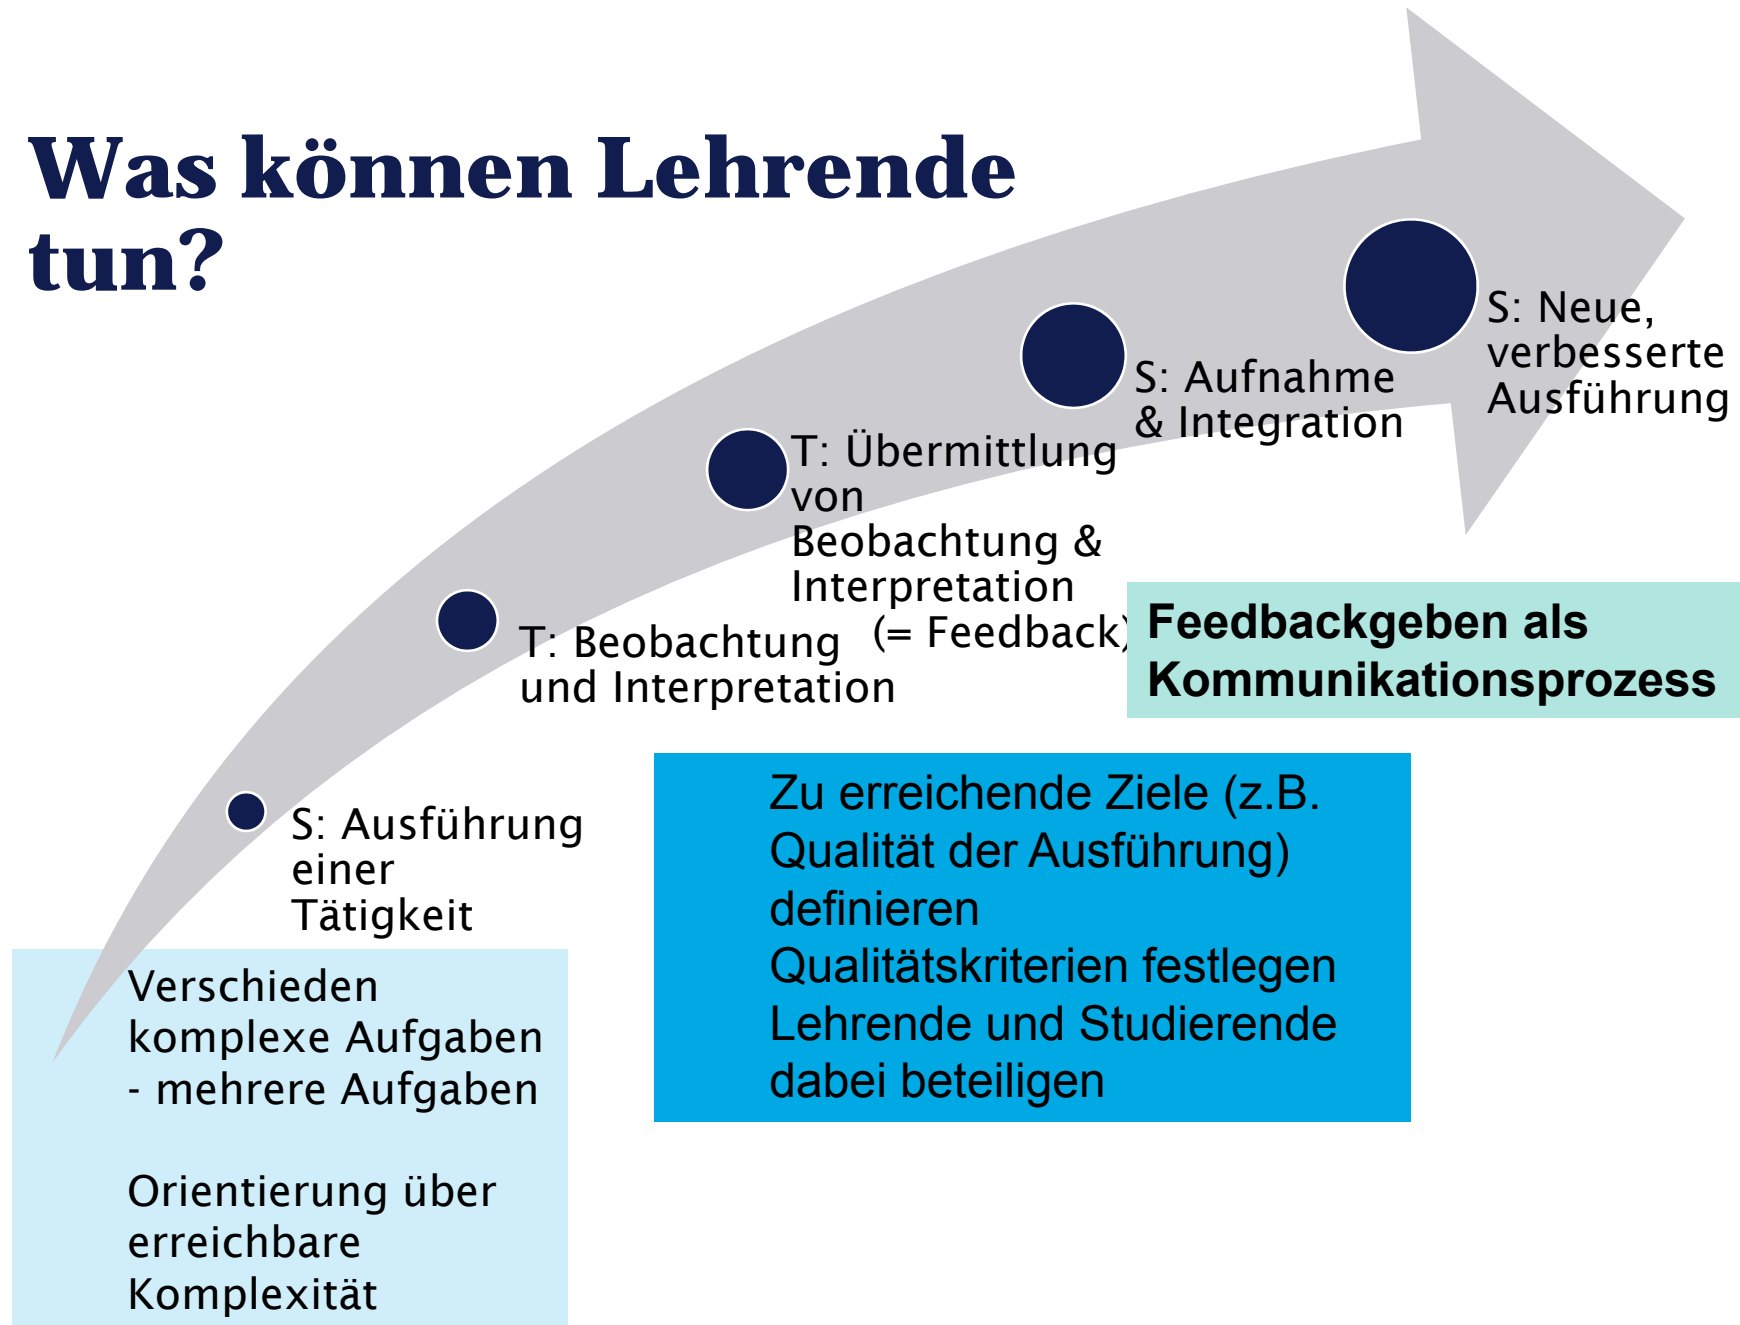 Was können Lehrende
tun?
S: Neue,
verbesserte
Ausführung
S: Aufnahme
& Integration
T: Übermittlung
von
Beobachtung &
Interpretation
(= Feedback)
Feedbackgeben als
Kommunikationsprozess
T: Beobachtung
und Interpretation
S: Ausführung
einer
Tätigkeit
Zu erreichende Ziele (z.B.
Qualität der Ausführung)
definieren
Qualitätskriterien festlegen
Lehrende und Studierende
dabei beteiligen
Verschieden
komplexe Aufgaben
- mehrere Aufgaben
Orientierung über
erreichbare
Komplexität